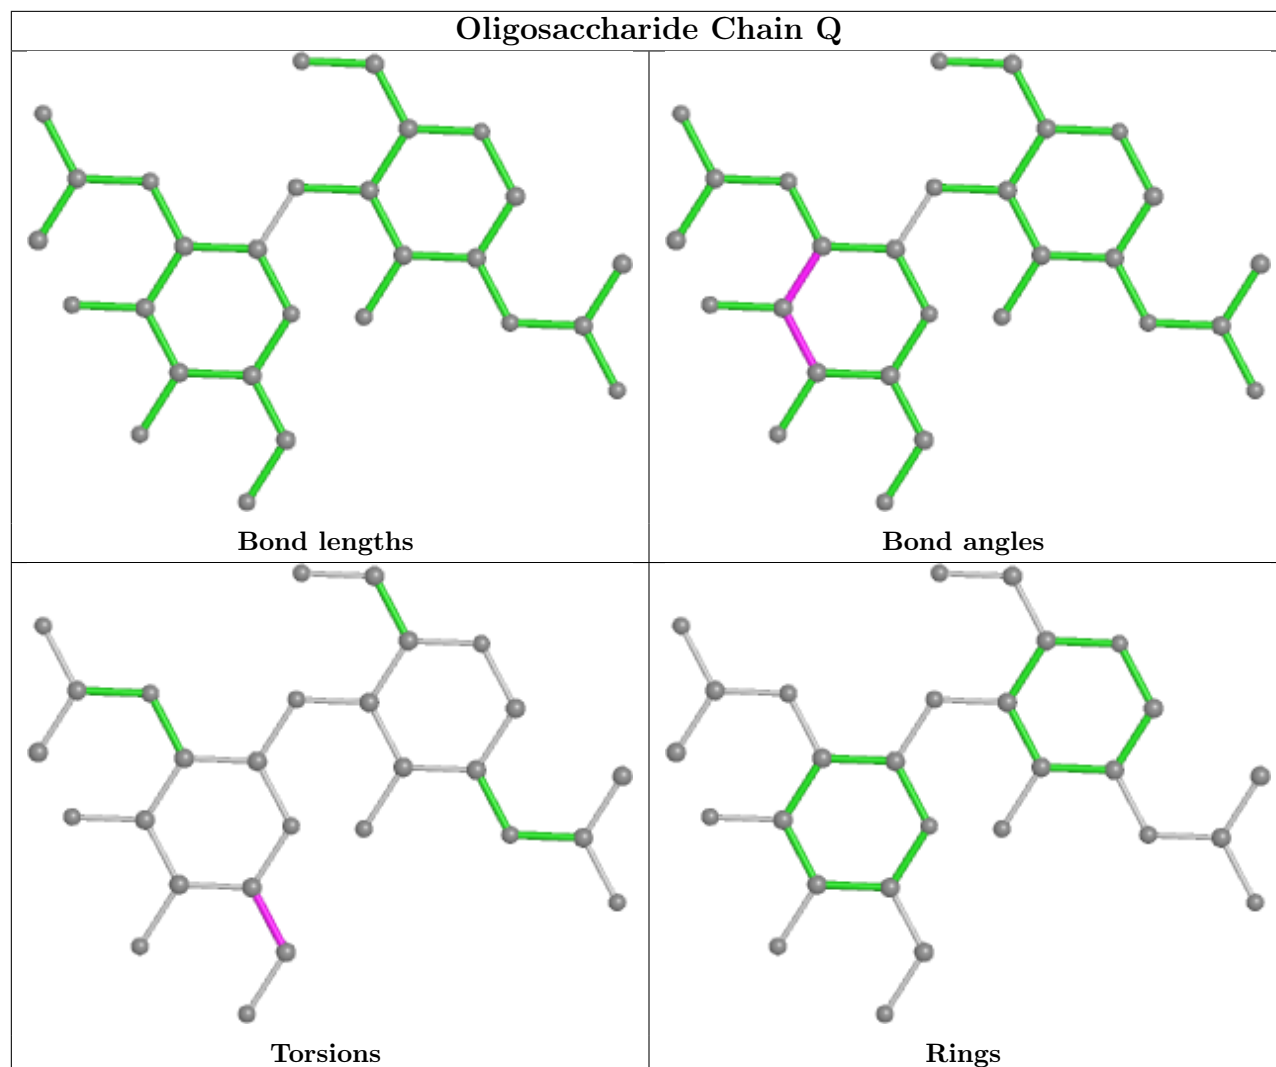 Oligosaccharide Chain Q
Bond lengths
Bond angles
Torsions
Rings